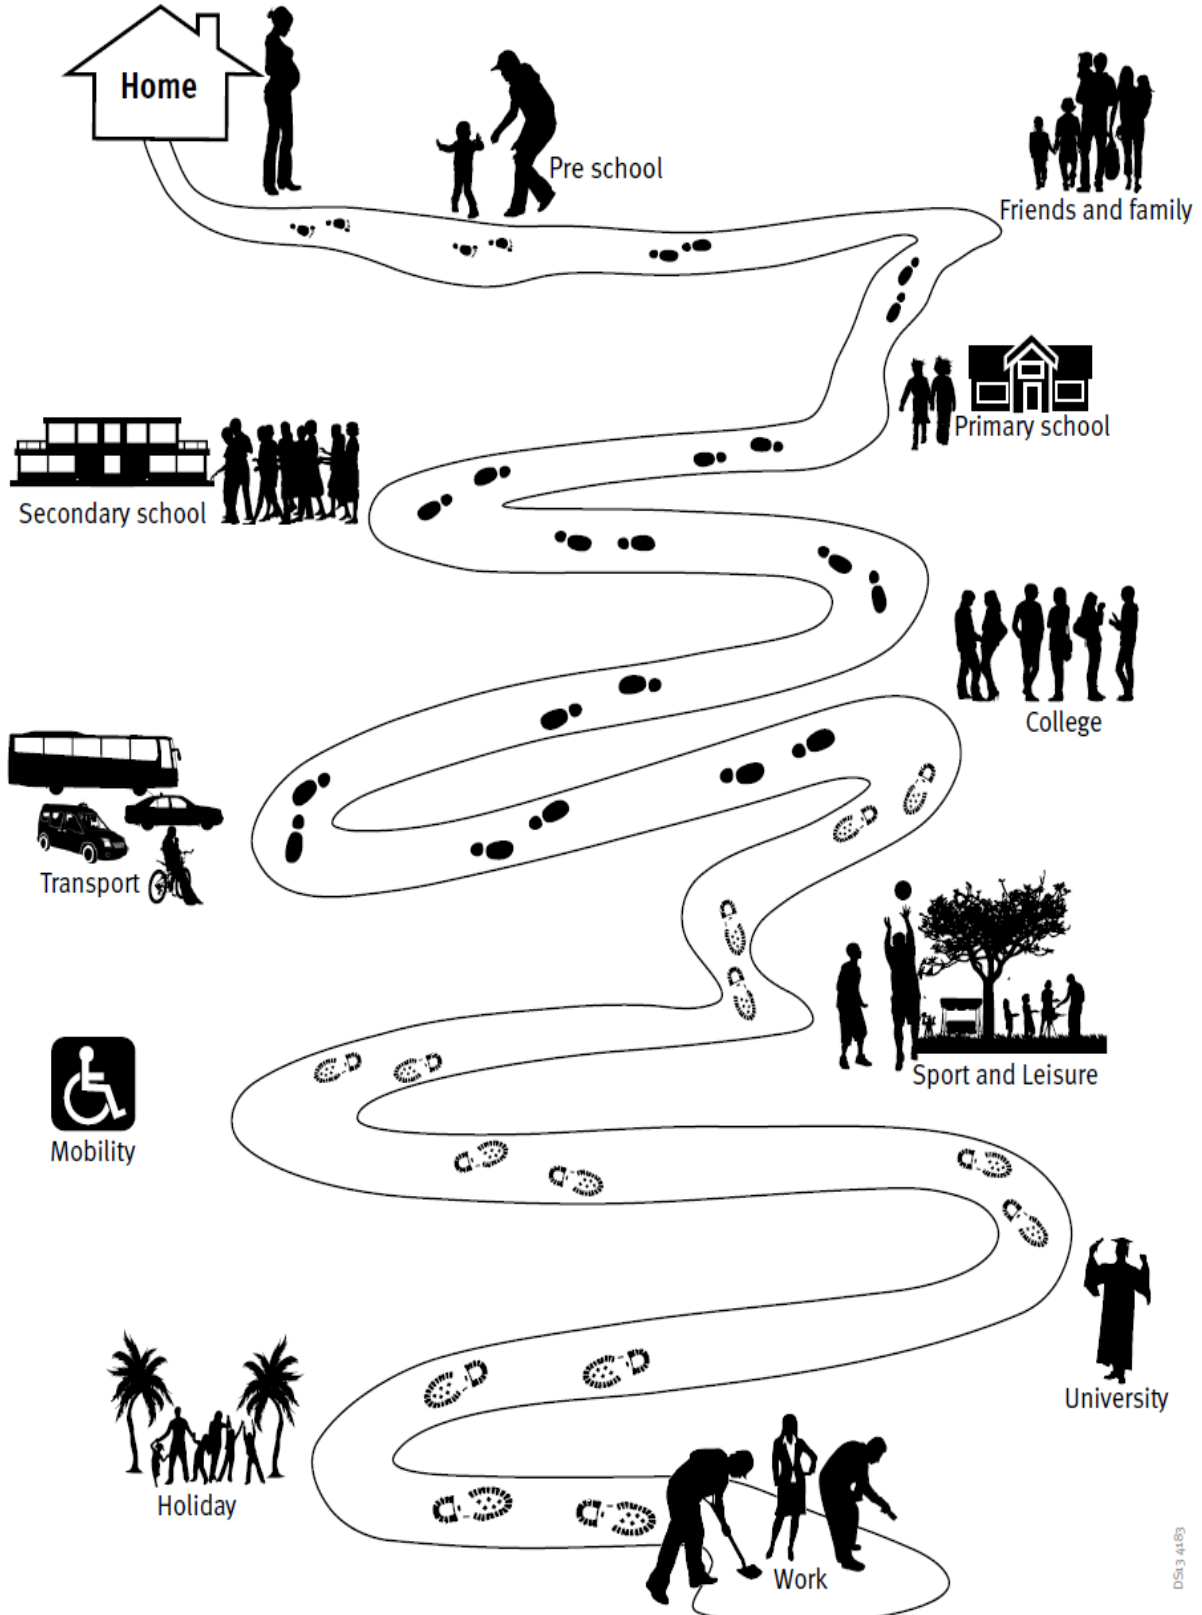 Home
Pre school
Friends and family
Primary school
Secondary school
College
Transport
Sport and Leisure
Mobility
University
Holiday
Work
DS13 4183